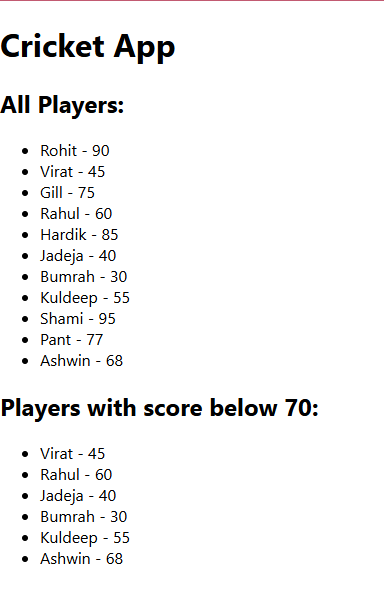 Cricket App
All Players:
• Rohit - 90
• Virat - 45
• Gill - 75
• Rahul - 60
• Hardik - 85
• Jadeja - 40
• Bumrah - 30
• Kuldeep - 55
• Shami - 95
• Pant - 77
• Ashwin - 68
Players with score below 70:
• Virat - 45
• Rahul - 60
• Jadeja - 40
• Bumrah - 30
• Kuldeep - 55
• Ashwin - 68